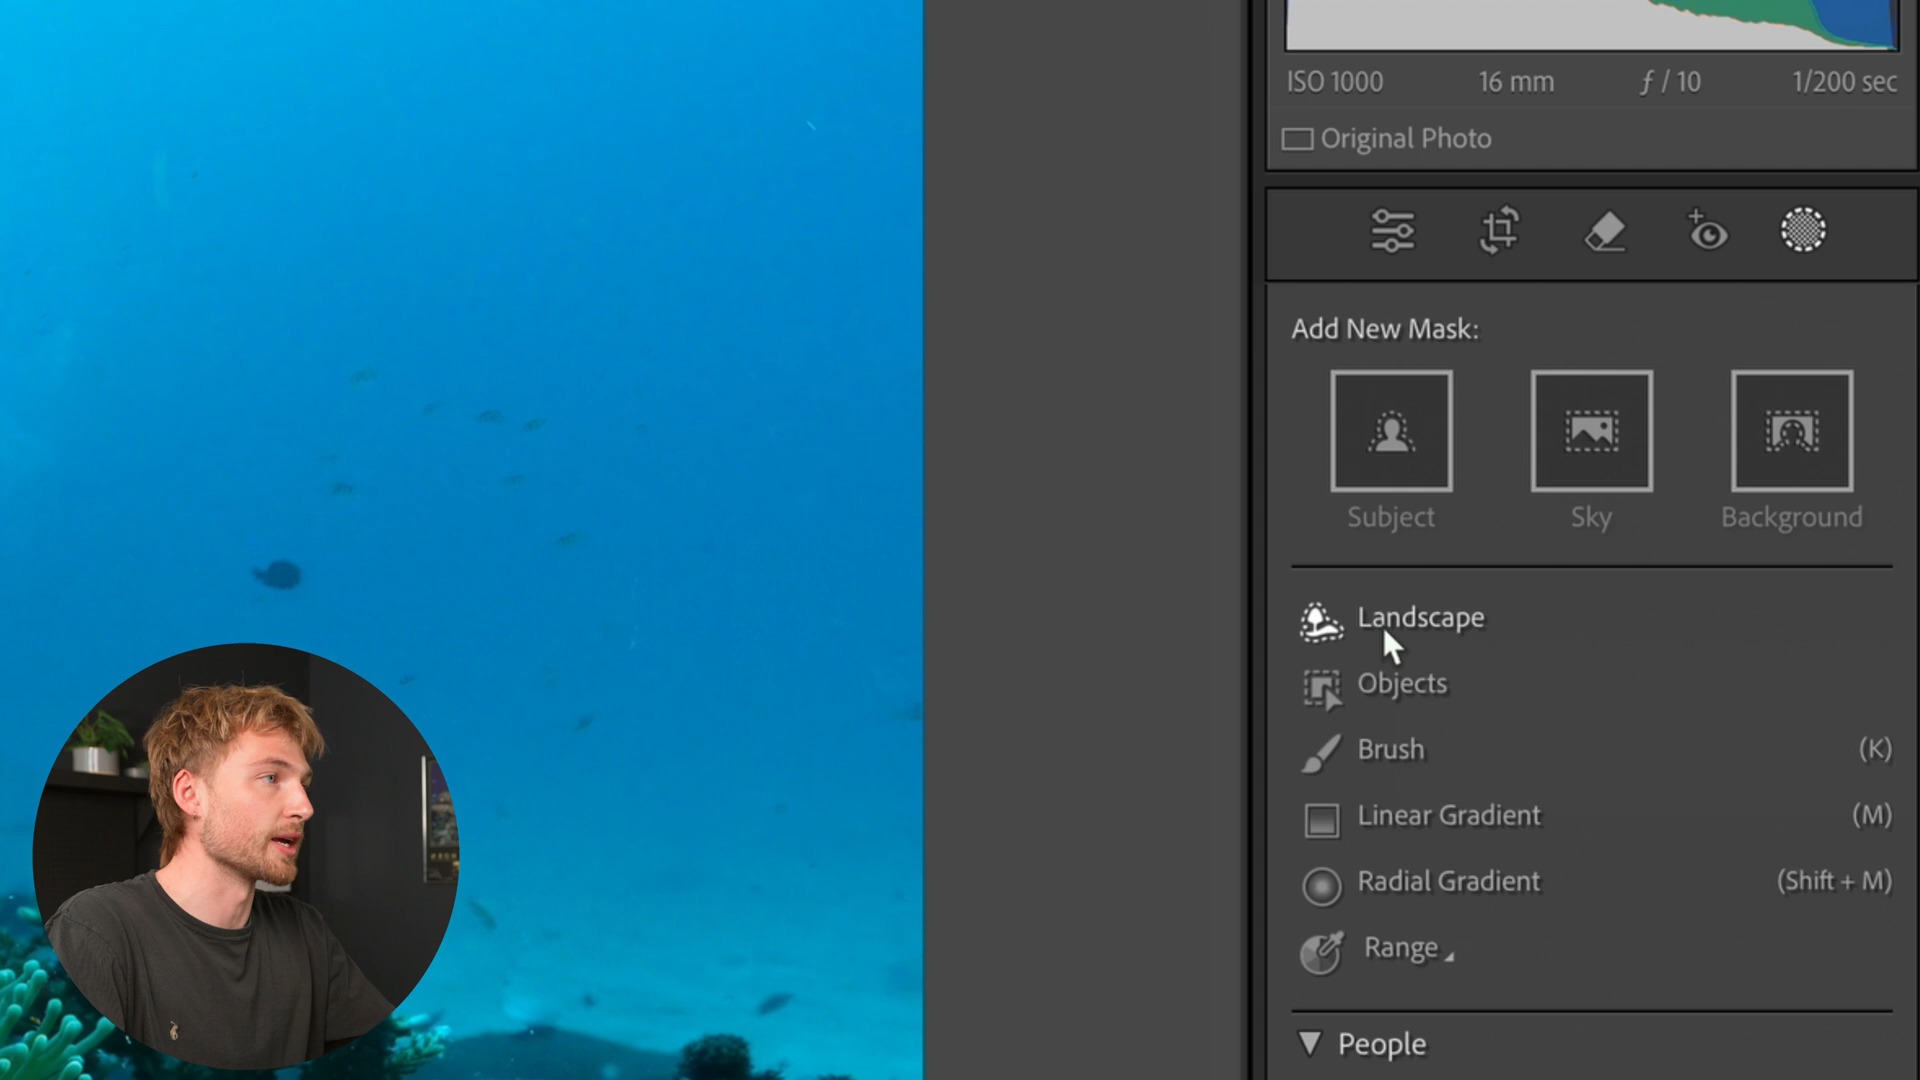 ISO 1000 16 mm ƒ / 10 1/200 sec
Original Photo
Add New Mask:
Subject Sky Background
Landscape
Objects
Brush (K)
Linear Gradient (M)
Radial Gradient (Shift + M)
Range
People